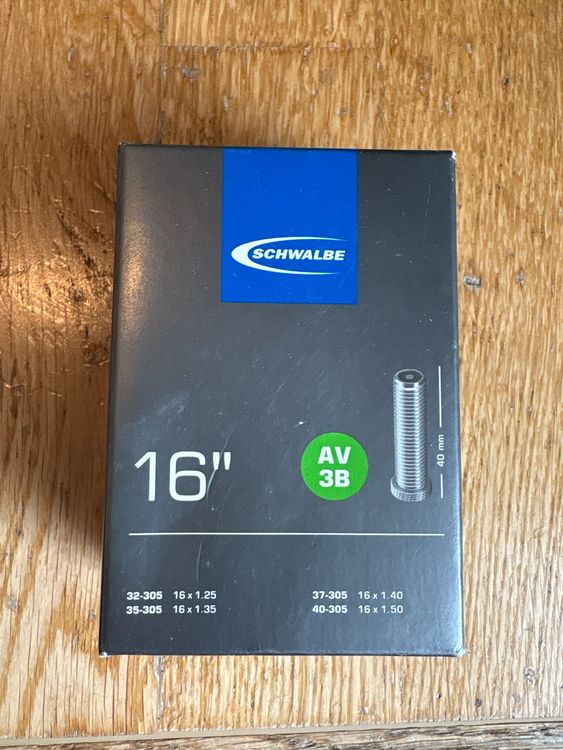 SCHWALBE
40 mm
16"
AV
3B
32-305 16 x 1.25
35-305 16 x 1.35
37-305 16 x 1.40
40-305 16 x 1.50